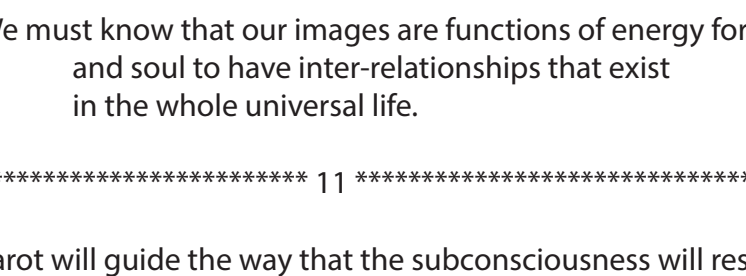 must know that our images are functions of energy for
and soul to have inter-relationships that exist
in the whole universal life.
************************ 11 ******************************
will guide the way that the subconsciousness will